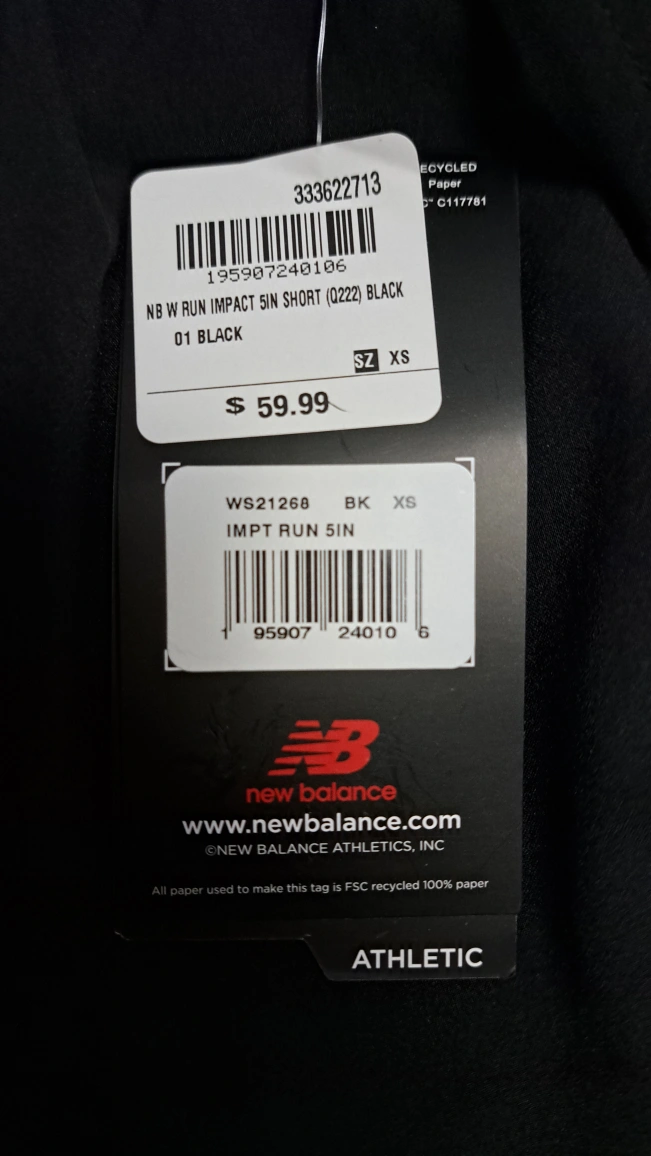 333622713
195907240106
NB W RUN IMPACT 5IN SHORT (Q222) BLACK
01 BLACK
SZ XS
$ 59.99
ECYCLED
Paper
C117781
WS21268 BK XS
IMPT RUN 5IN
1 95907 24010 6
NB
new balance
www.newbalance.com
©NEW BALANCE ATHLETICS, INC
All paper used to make this tag is FSC recycled 100% paper
ATHLETIC